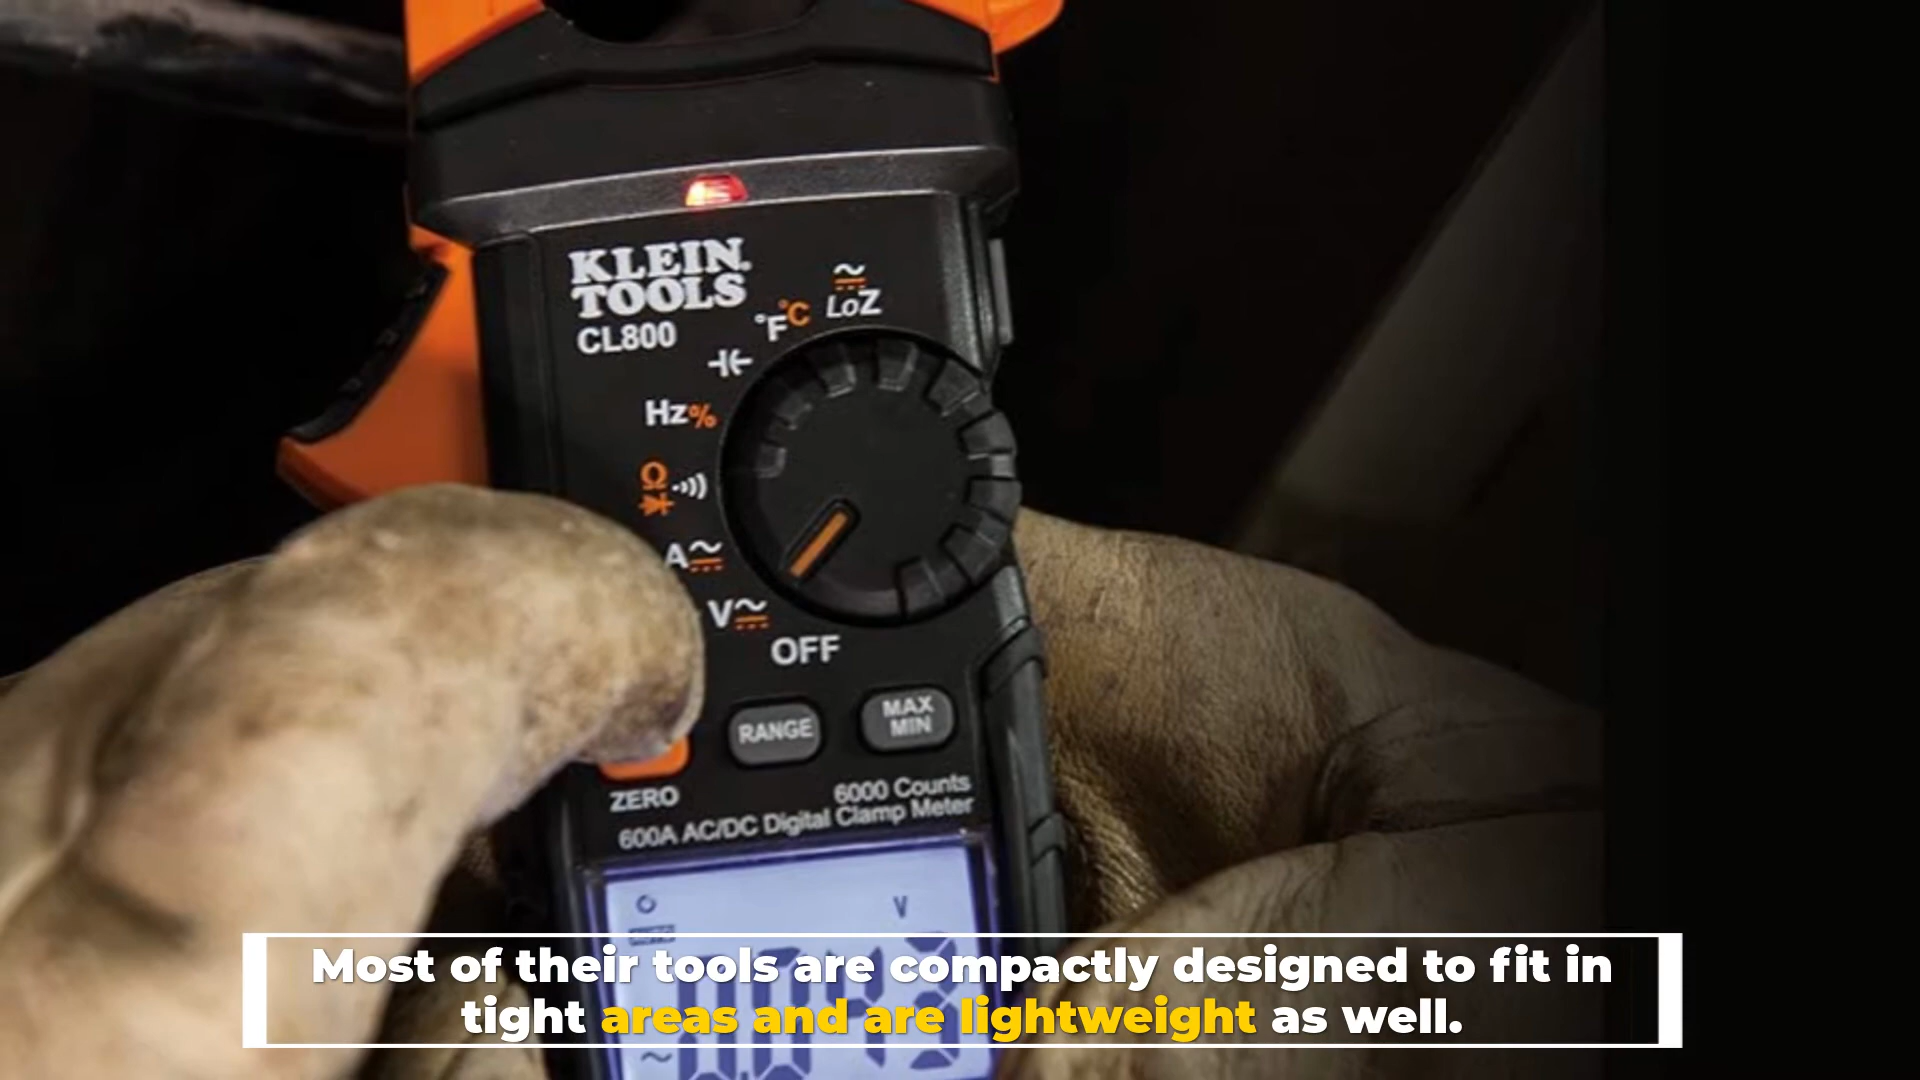 KLEIN
TOOLS
CL800
°F°C
LoZ
Hz%
Ω
A
V
OFF
RANGE
MAX
MIN
ZERO
6000 Counts
600A AC/DC Digital Clamp Meter
V
Most of their tools are compactly designed to fit in
tight areas and are lightweight as well.